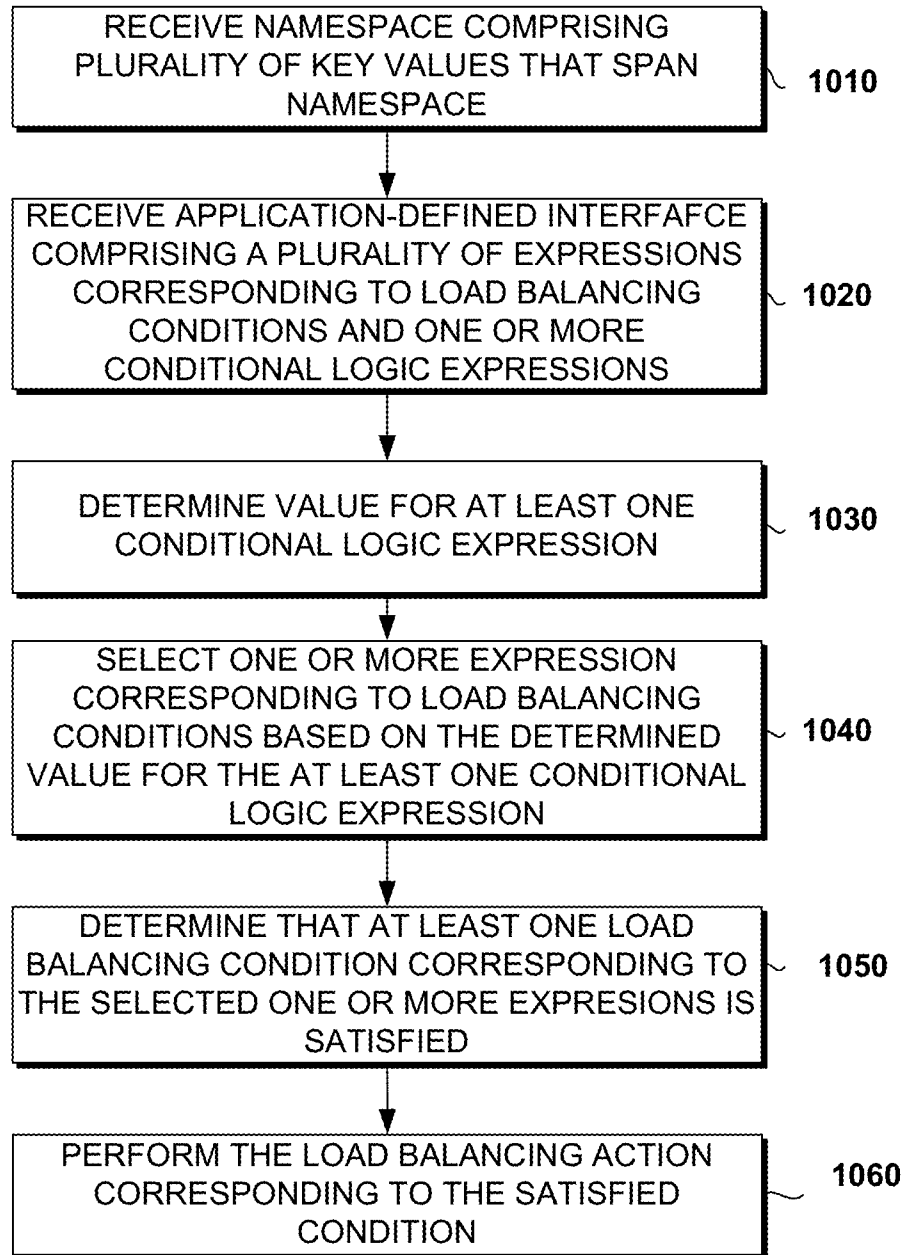 RECEIVE NAMESPACE COMPRISING
PLURALITY OF KEY VALUES THAT SPAN
NAMESPACE
1010
RECEIVE APPLICATION-DEFINED INTERFAFCE
COMPRISING A PLURALITY OF EXPRESSIONS
CORRESPONDING TO LOAD BALANCING
CONDITIONS AND ONE OR MORE
CONDITIONAL LOGIC EXPRESSIONS
1020
DETERMINE VALUE FOR AT LEAST ONE
CONDITIONAL LOGIC EXPRESSION
1030
SELECT ONE OR MORE EXPRESSION
CORRESPONDING TO LOAD BALANCING
CONDITIONS BASED ON THE DETERMINED
VALUE FOR THE AT LEAST ONE CONDITIONAL
LOGIC EXPRESSION
1040
DETERMINE THAT AT LEAST ONE LOAD
BALANCING CONDITION CORRESPONDING TO
THE SELECTED ONE OR MORE EXPRESIONS IS
SATISFIED
1050
PERFORM THE LOAD BALANCING ACTION
CORRESPONDING TO THE SATISFIED
CONDITION
1060